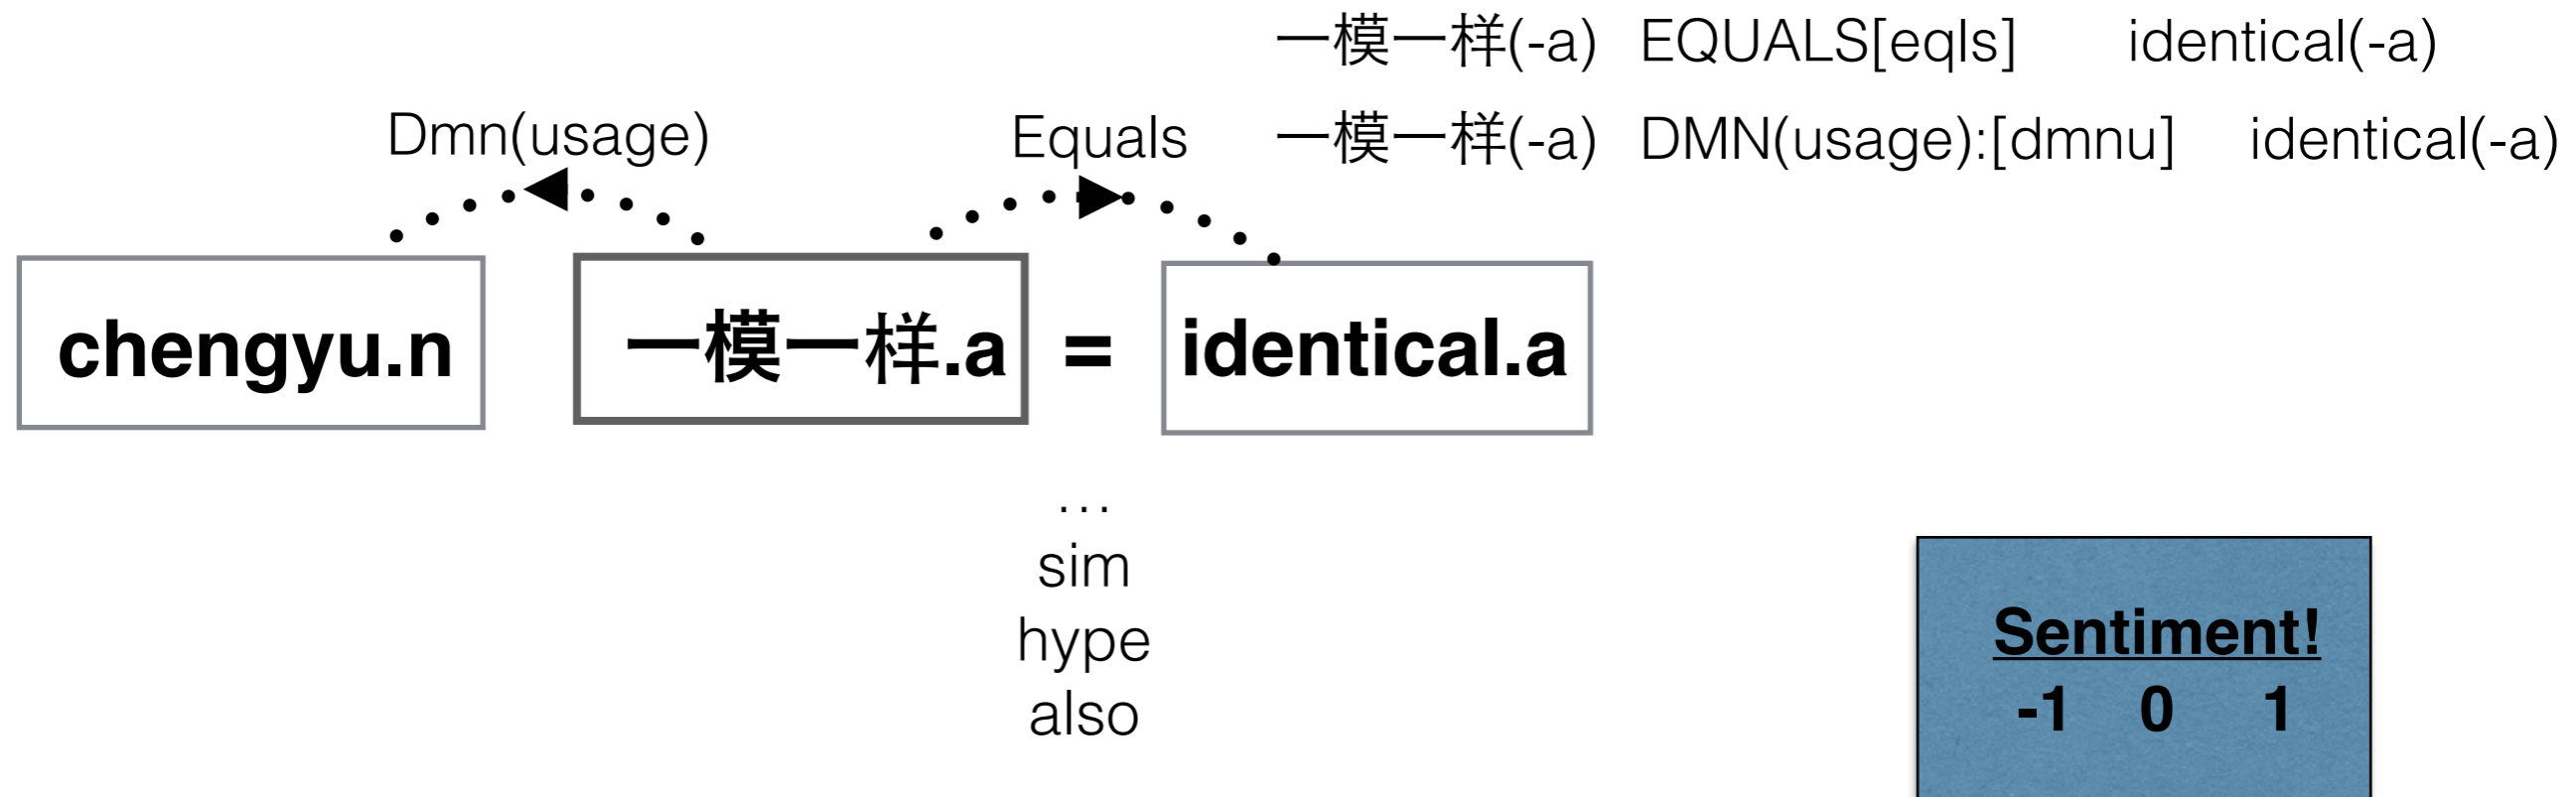 一模一样(-a) EQUALS[eqls] identical(-a)
一模一样(-a) DMN(usage):[dmnu] identical(-a)
Dmn(usage)
Equals
chengyu.n
一模一样.a
=
identical.a
…
sim
hype
also
Sentiment!
-1 0 1